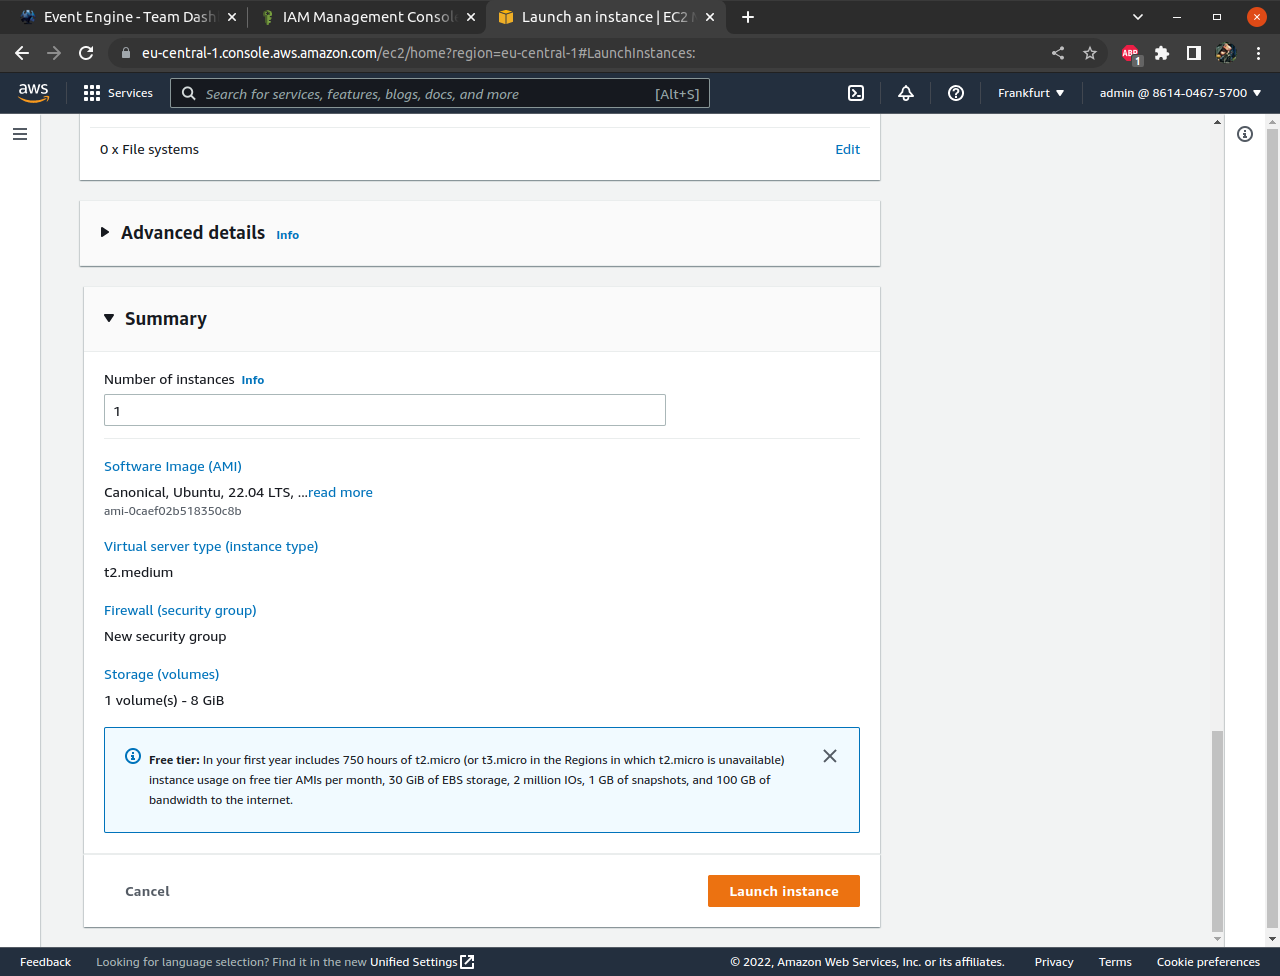 Event Engine - Team Dash
IAM Management Consol
Launch an instance | EC2 M
eu-central-1.console.aws.amazon.com/ec2/home?region=eu-central-1#LaunchInstances:
ABP
1
aws
Services
Search for services, features, blogs, docs, and more
[Alt+S]
Frankfurt
admin @ 8614-0467-5700
0 x File systems
Edit
Advanced details Info
Summary
Number of instances Info
1
Software Image (AMI)
Canonical, Ubuntu, 22.04 LTS, ...read more
ami-0caef02b518350c8b
Virtual server type (instance type)
t2.medium
Firewall (security group)
New security group
Storage (volumes)
1 volume(s) - 8 GiB
Free tier: In your first year includes 750 hours of t2.micro (or t3.micro in the Regions in which t2.micro is unavailable)
instance usage on free tier AMIs per month, 30 GiB of EBS storage, 2 million IOs, 1 GB of snapshots, and 100 GB of
bandwidth to the internet.
Cancel
Launch instance
Feedback
Looking for language selection? Find it in the new Unified Settings
© 2022, Amazon Web Services, Inc. or its affiliates.
Privacy
Terms
Cookie preferences